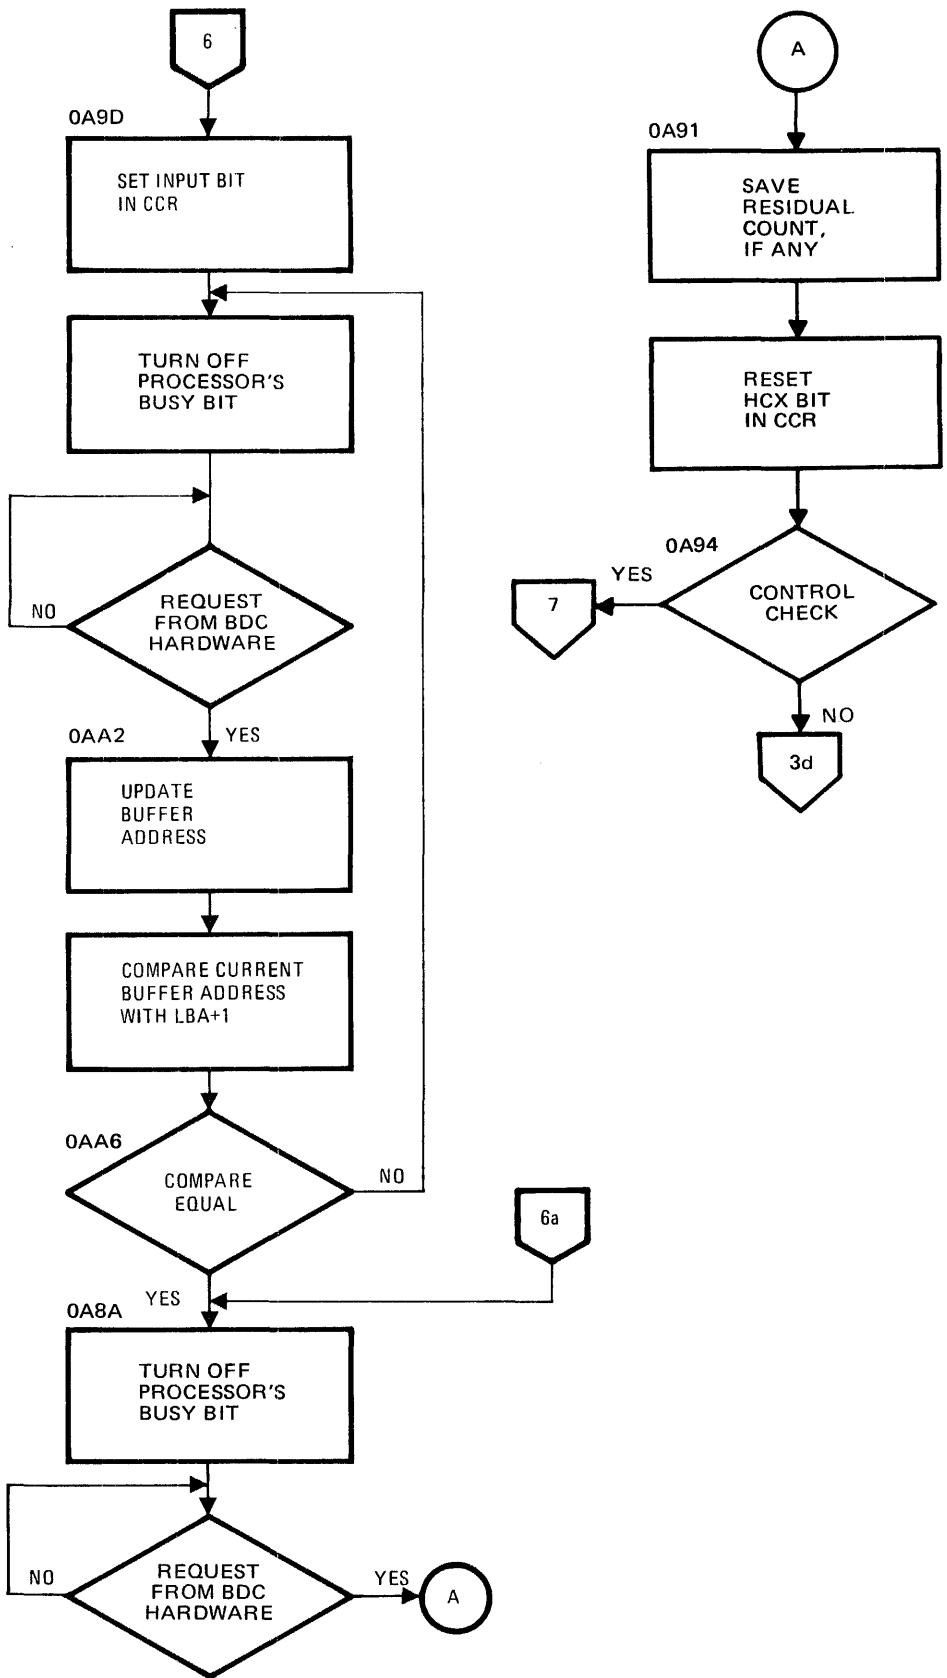 6
0A9D
SET INPUT BIT
IN CCR
TURN OFF
PROCESSOR'S
BUSY BIT
NO
REQUEST
FROM BDC
HARDWARE
YES
0AA2
UPDATE
BUFFER
ADDRESS
COMPARE CURRENT
BUFFER ADDRESS
WITH LBA+1
0AA6
COMPARE
EQUAL
NO
6a
YES
0A8A
TURN OFF
PROCESSOR'S
BUSY BIT
NO
REQUEST
FROM BDC
HARDWARE
YES
A
A
0A91
SAVE
RESIDUAL
COUNT,
IF ANY
RESET
HCX BIT
IN CCR
0A94
YES
7
CONTROL
CHECK
NO
3d